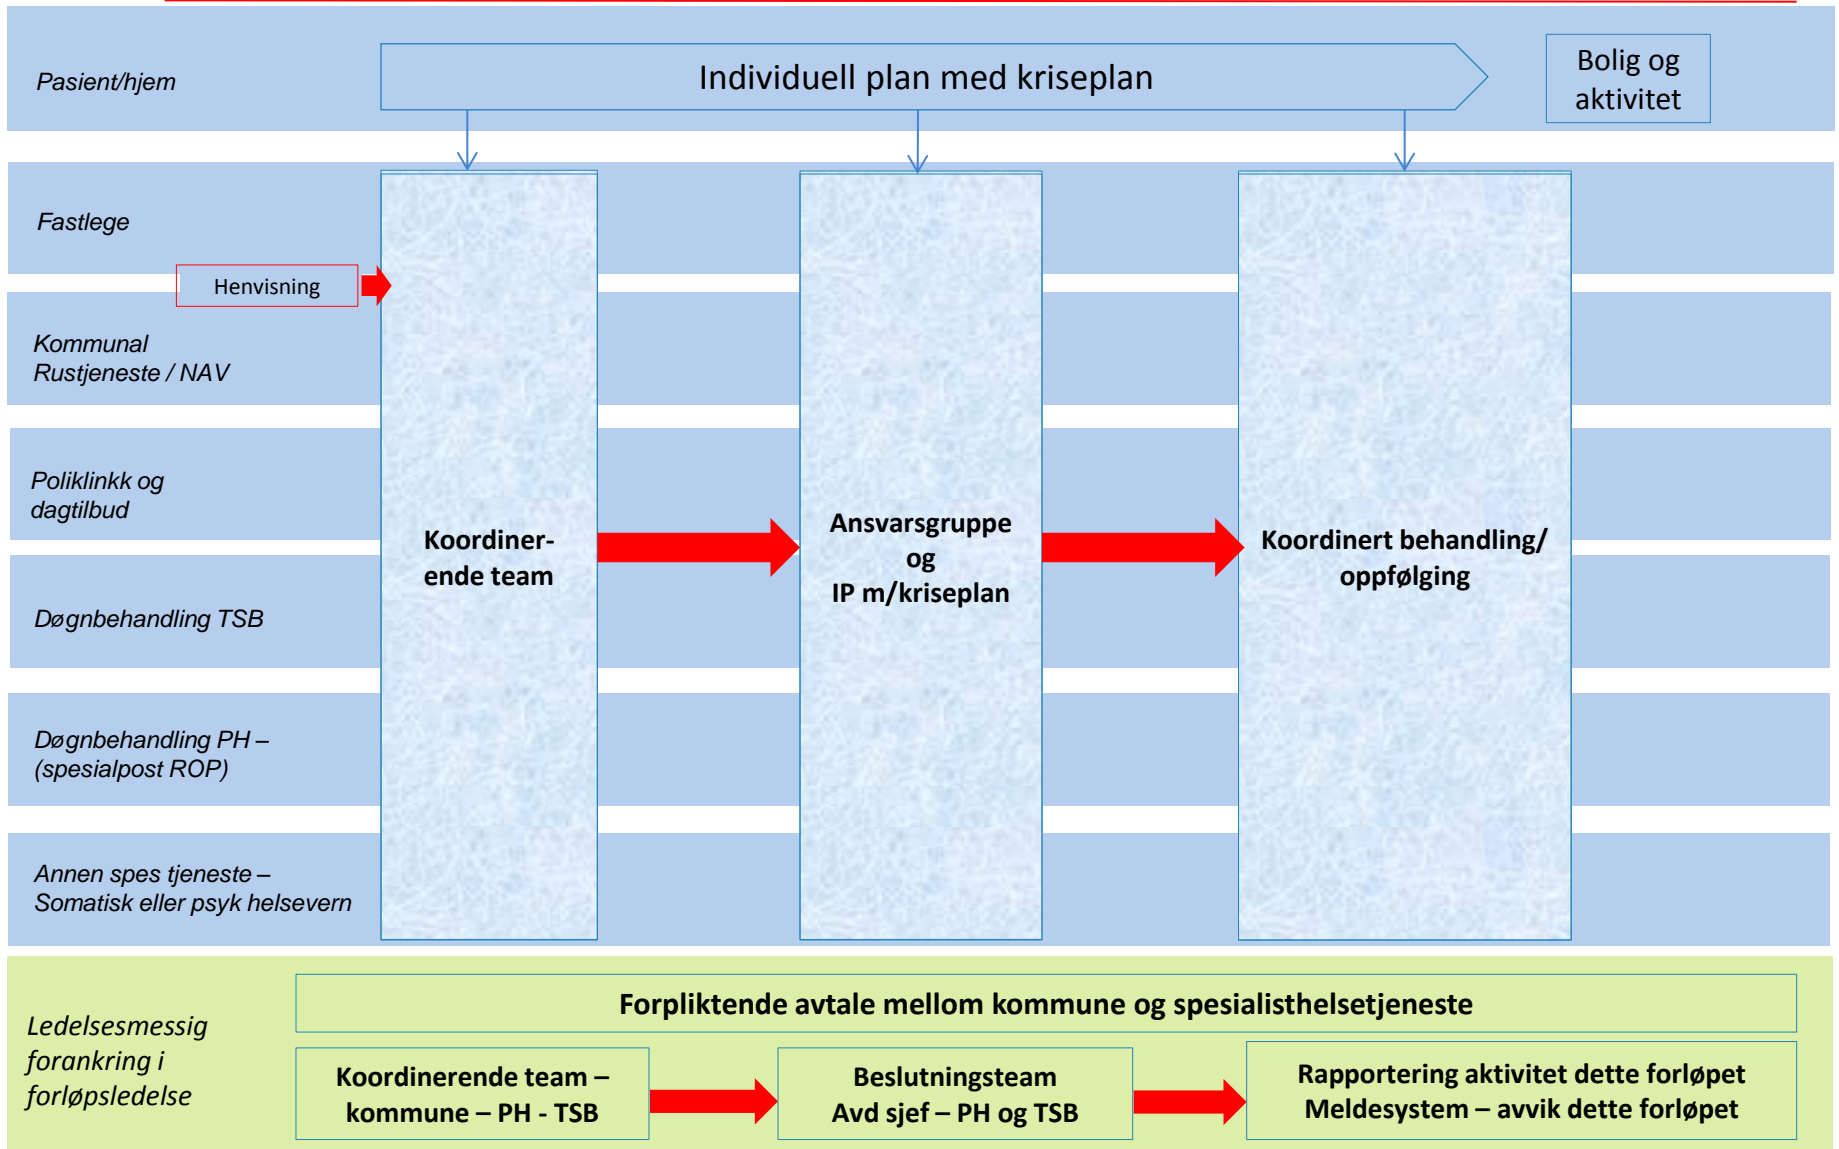 Pasient/hjem
Individuell plan med kriseplan
Bolig og
aktivitet
Fastlege
Henvisning
Kommunal
Rustjeneste / NAV
Poliklinkk og
dagtilbud
Koordiner-
ende team
Ansvarsgruppe
og
IP m/kriseplan
Koordinert behandling/
oppfølging
Døgnbehandling TSB
Døgnbehandling PH –
(spesialpost ROP)
Annen spes tjeneste –
Somatisk eller psyk helsevern
Ledelsesmessig
forankring i
forløpsledelse
Forpliktende avtale mellom kommune og spesialisthelsetjeneste
Koordinerende team –
kommune – PH - TSB
Beslutningsteam
Avd sjef – PH og TSB
Rapportering aktivitet dette forløpet
Meldesystem – avvik dette forløpet